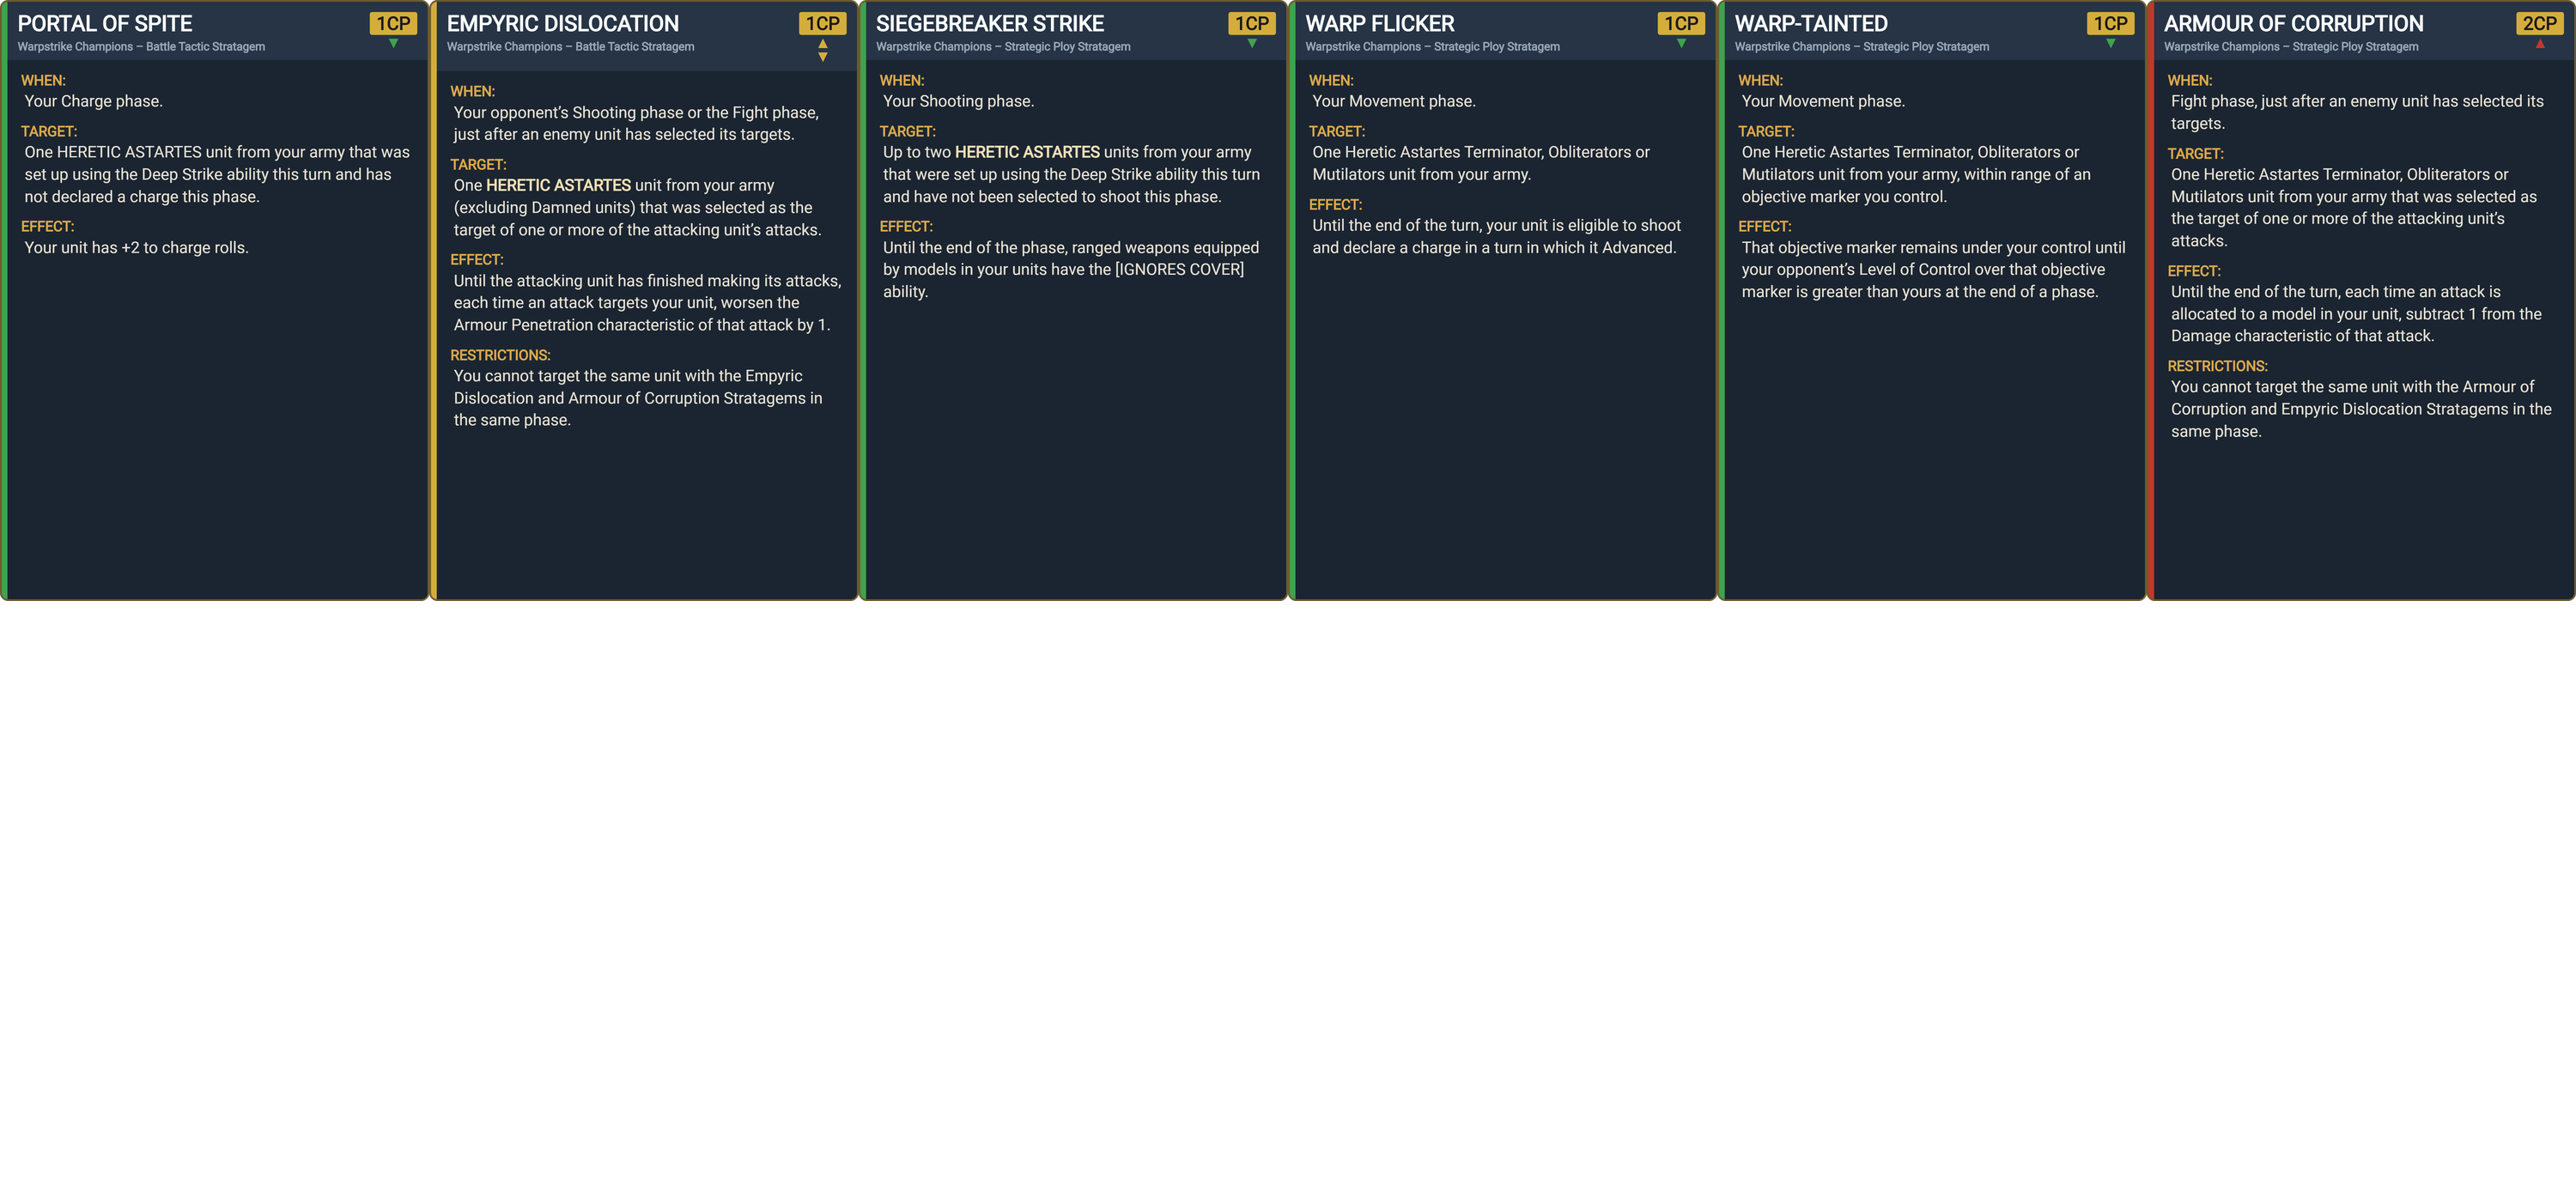 PORTAL OF SPITE
1CP
▼
Warpstrike Champions – Battle Tactic Stratagem
WHEN:
Your Charge phase.
TARGET:
One HERETIC ASTARTES unit from your army that was
set up using the Deep Strike ability this turn and has
not declared a charge this phase.
EFFECT:
Your unit has +2 to charge rolls.
EMPYRIC DISLOCATION
1CP
▲
▼
Warpstrike Champions – Battle Tactic Stratagem
WHEN:
Your opponent’s Shooting phase or the Fight phase,
just after an enemy unit has selected its targets.
TARGET:
One HERETIC ASTARTES unit from your army
(excluding Damned units) that was selected as the
target of one or more of the attacking unit’s attacks.
EFFECT:
Until the attacking unit has finished making its attacks,
each time an attack targets your unit, worsen the
Armour Penetration characteristic of that attack by 1.
RESTRICTIONS:
You cannot target the same unit with the Empyric
Dislocation and Armour of Corruption Stratagems in
the same phase.
SIEGEBREAKER STRIKE
1CP
▼
Warpstrike Champions – Strategic Ploy Stratagem
WHEN:
Your Shooting phase.
TARGET:
Up to two HERETIC ASTARTES units from your army
that were set up using the Deep Strike ability this turn
and have not been selected to shoot this phase.
EFFECT:
Until the end of the phase, ranged weapons equipped
by models in your units have the [IGNORES COVER]
ability.
WARP FLICKER
1CP
▼
Warpstrike Champions – Strategic Ploy Stratagem
WHEN:
Your Movement phase.
TARGET:
One Heretic Astartes Terminator, Obliterators or
Mutilators unit from your army.
EFFECT:
Until the end of the turn, your unit is eligible to shoot
and declare a charge in a turn in which it Advanced.
WARP-TAINTED
1CP
▼
Warpstrike Champions – Strategic Ploy Stratagem
WHEN:
Your Movement phase.
TARGET:
One Heretic Astartes Terminator, Obliterators or
Mutilators unit from your army, within range of an
objective marker you control.
EFFECT:
That objective marker remains under your control until
your opponent’s Level of Control over that objective
marker is greater than yours at the end of a phase.
ARMOUR OF CORRUPTION
2CP
▲
Warpstrike Champions – Strategic Ploy Stratagem
WHEN:
Fight phase, just after an enemy unit has selected its
targets.
TARGET:
One Heretic Astartes Terminator, Obliterators or
Mutilators unit from your army that was selected as
the target of one or more of the attacking unit’s
attacks.
EFFECT:
Until the end of the turn, each time an attack is
allocated to a model in your unit, subtract 1 from the
Damage characteristic of that attack.
RESTRICTIONS:
You cannot target the same unit with the Armour of
Corruption and Empyric Dislocation Stratagems in the
same phase.